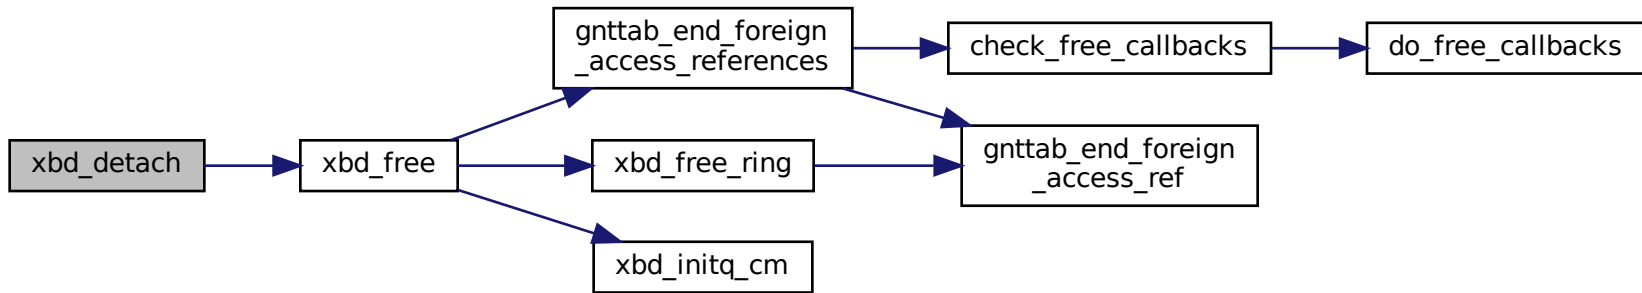 xbd_detach
xbd_free
gnttab_end_foreign
_access_references
xbd_free_ring
xbd_initq_cm
check_free_callbacks
gnttab_end_foreign
_access_ref
do_free_callbacks